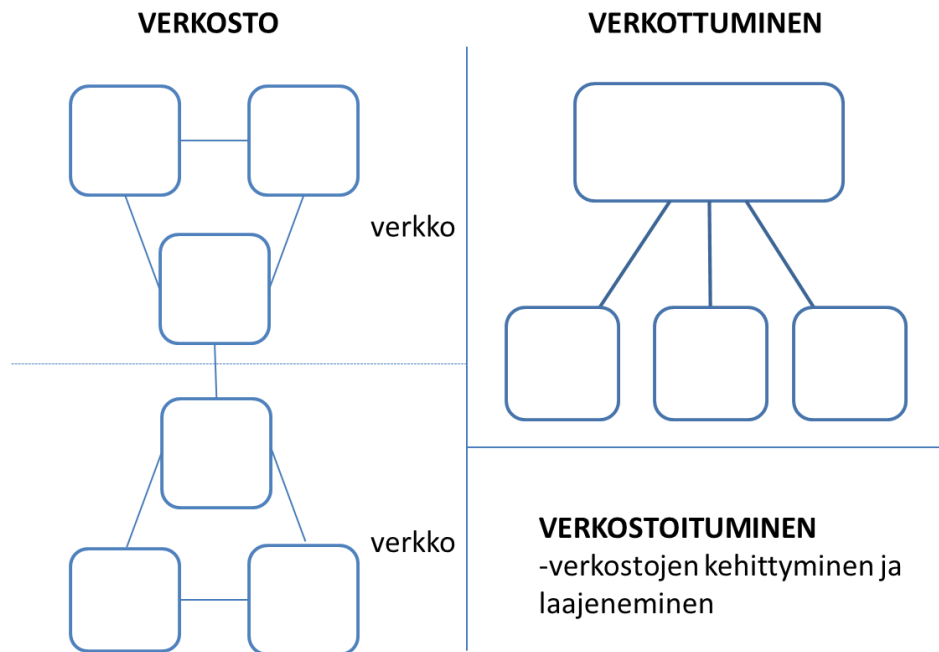 VERKOSTO
verkko
verkko
VERKOTTUMINEN
VERKOSTOITUMINEN
-verkostojen kehittyminen ja
laajeneminen